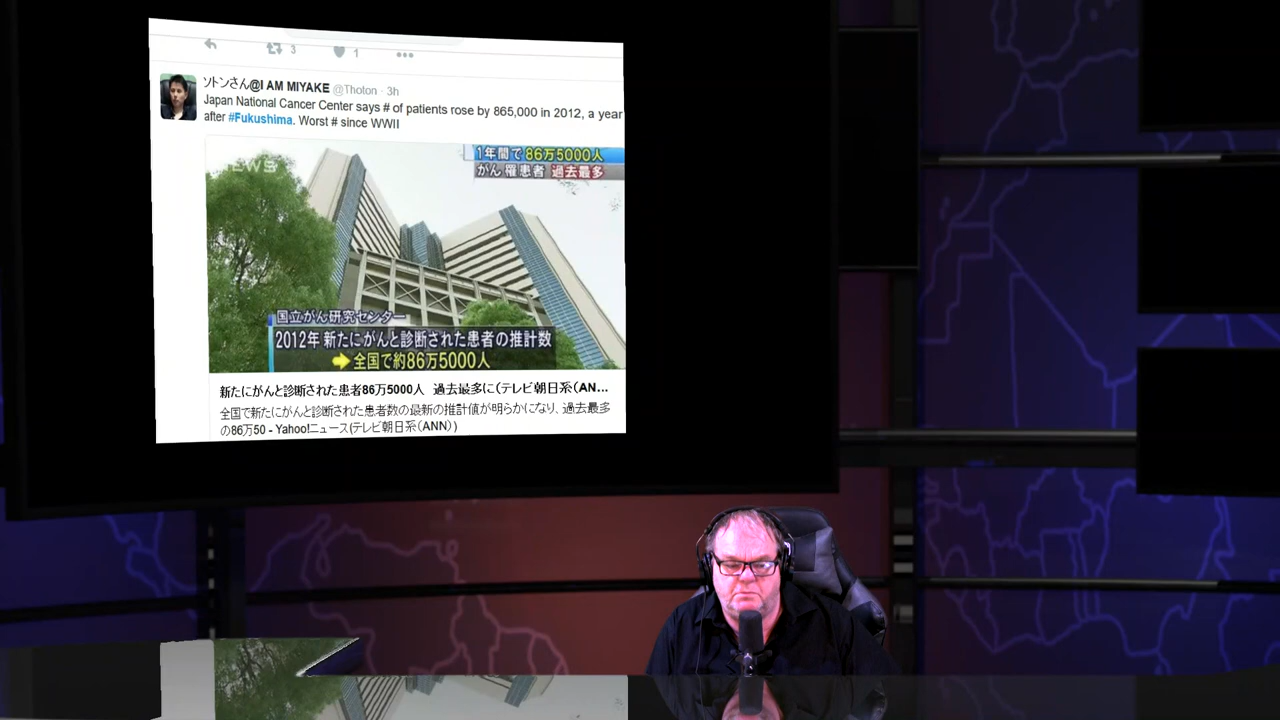 3
1
ソトンさん@I AM MIYAKE @Thoton · 3h
Japan National Cancer Center says # of patients rose by 865,000 in 2012, a year
after #Fukushima. Worst # since WWII
EWS
1年間で 86万5000人
がん 罹患者 過去最多
国立がん研究センター
2012年 新たにがんと診断された患者の推計数
全国で約86万5000人
新たにがんと診断された患者86万5000人　過去最多に（テレビ朝日系（AN...
全国で新たにがんと診断された患者数の最新の推計値が明らかになり、過去最多
の86万50 - Yahoo!ニュース(テレビ朝日系（ANN）)